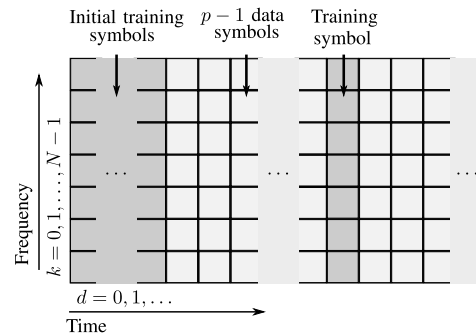 Initial training
symbols
p − 1 data
symbols
Training
symbol
. . .
. . .
. . .
Frequency
k = 0, 1, . . . , N − 1
d = 0, 1, . . .
Time